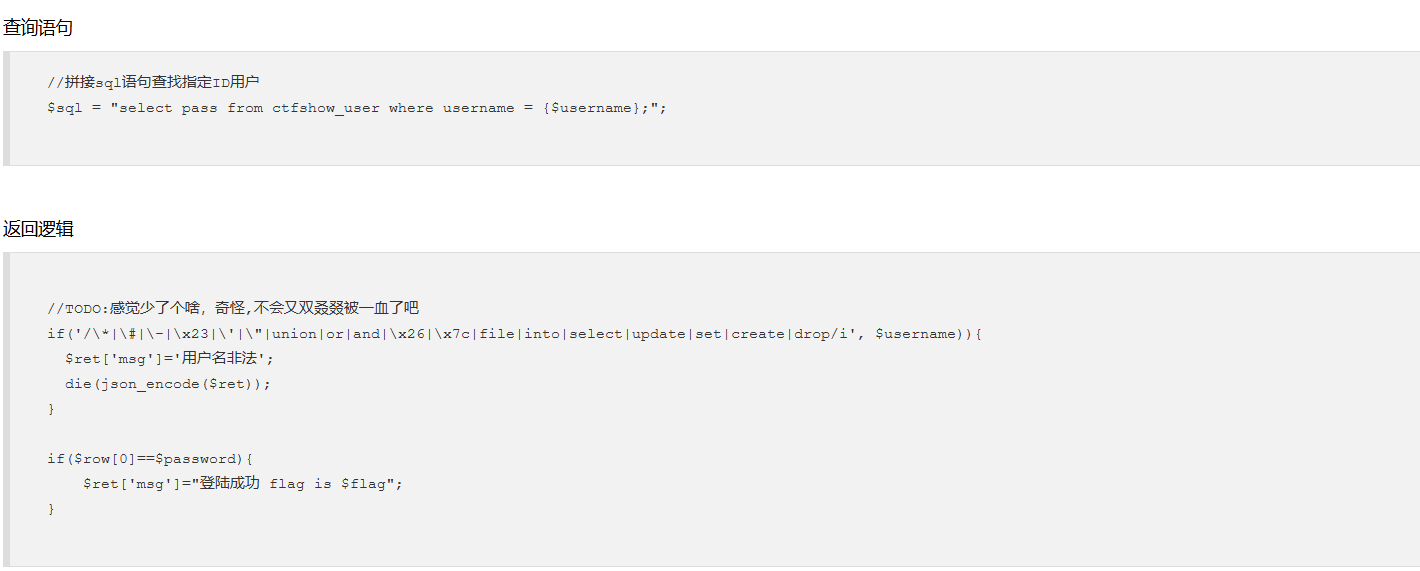 查询语句
//拼接sql语句查找指定ID用户
$sql = "select pass from ctfshow_user where username = {$username};";
返回逻辑
//TODO:感觉少了个啥，奇怪,不会又双叒叕被一血了吧
if('/\*|\#|\-|\x23|\'|\"|union|or|and|\x26|\x7c|file|into|select|update|set|create|drop/i', $username)){
$ret['msg']='用户名非法';
die(json_encode($ret));
}
if($row[0]==$password){
$ret['msg']="登陆成功 flag is $flag";
}